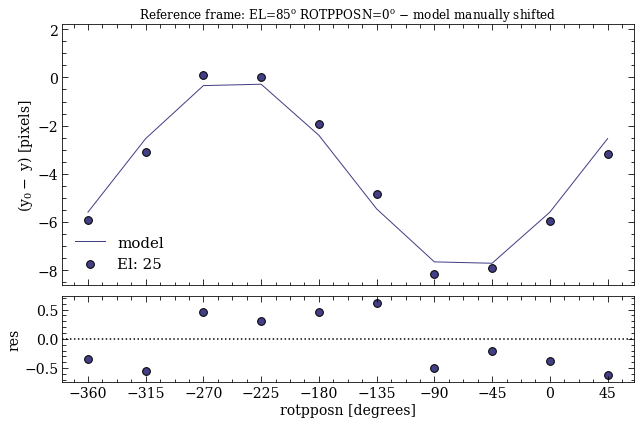 Reference frame: EL=85° ROTPPOSN=0° − model manually shifted
2
0
−2
−4
−6
−8
(y₀ − y) [pixels]
model
El: 25
0.5
0.0
−0.5
res
−360 −315 −270 −225 −180 −135 −90 −45 0 45
rotpposn [degrees]